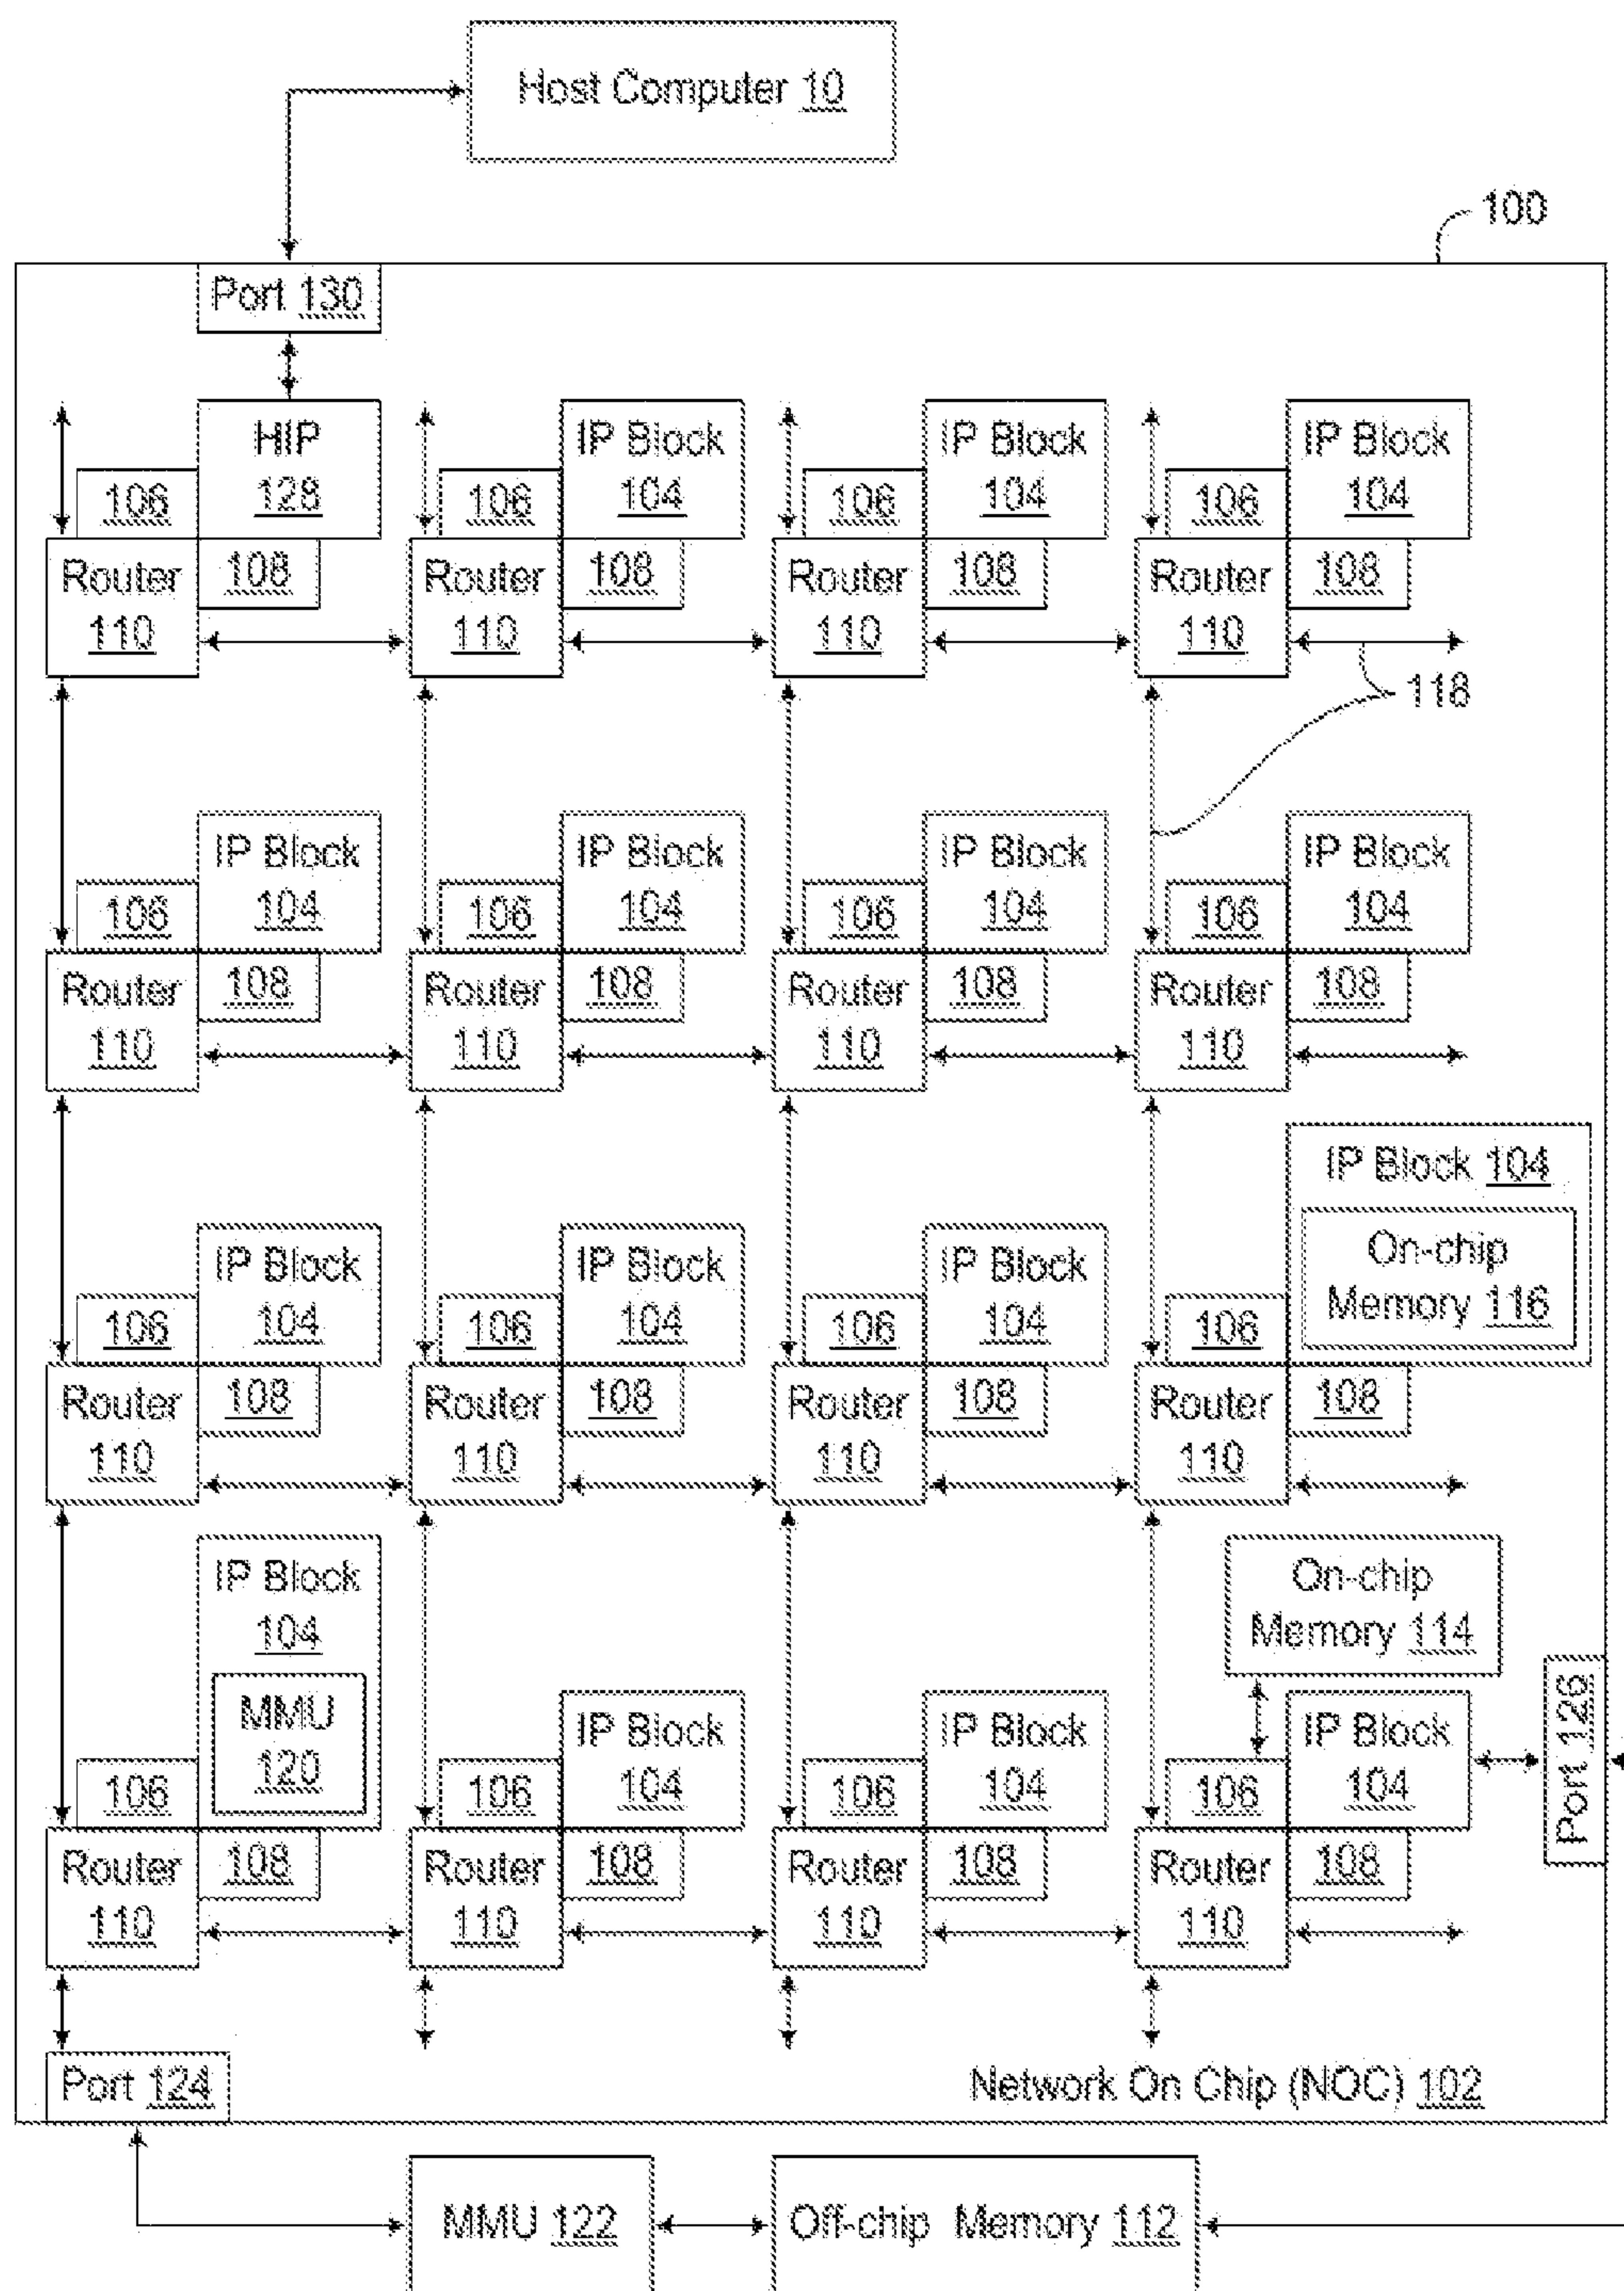 Host Computer 10
100
Port 130
HIP
128
IP Block
104
IP Block
104
IP Block
104
106
106
106
106
Router
110
Router
110
Router
110
Router
110
108
108
108
108
118
IP Block
104
IP Block
104
IP Block
104
IP Block
104
106
106
106
106
Router
110
Router
110
Router
110
Router
110
108
108
108
108
IP Block
104
IP Block
104
IP Block
104
IP Block 104
On-chip
Memory 116
106
106
106
106
Router
110
Router
110
Router
110
Router
110
108
108
108
108
IP Block
104
MMU
120
IP Block
104
IP Block
104
On-chip
Memory 114
IP Block
104
Port 126
106
106
106
106
Router
110
Router
110
Router
110
Router
110
108
108
108
108
Port 124
Network On Chip (NOC) 102
MMU 122
Off-chip Memory 112